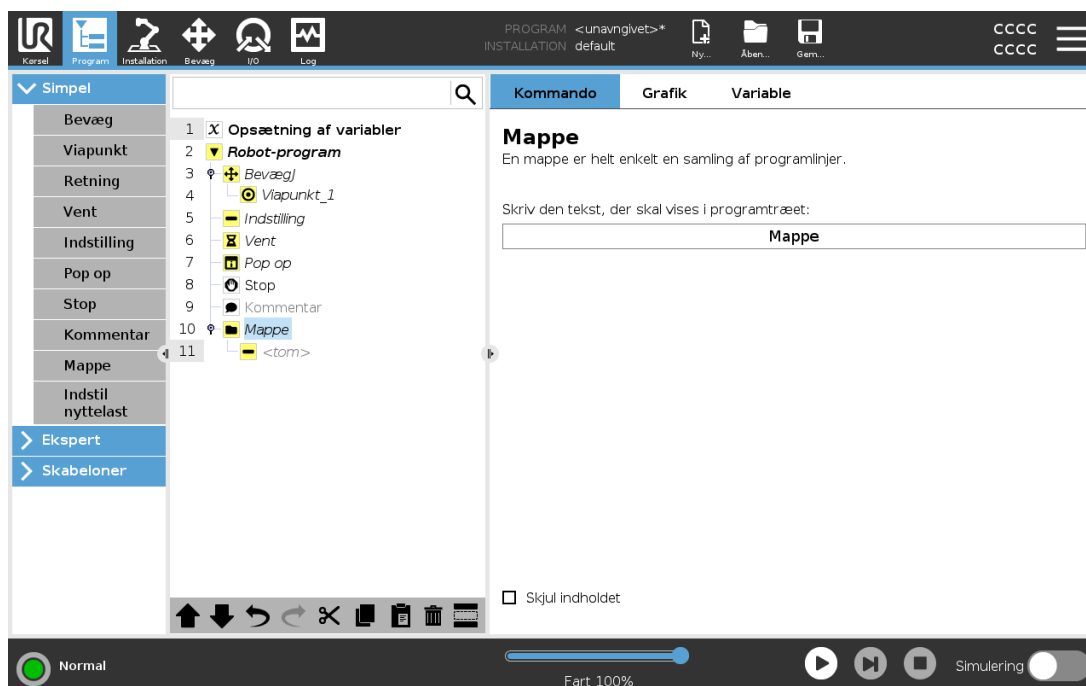 PROGRAM <unavngivet>*
INSTALLATION default
CCCC
CCCC
Kørsel Program Installation Bevæg I/O Log Ny... Åben... Gem...
Simpel
Bevæg
Viapunkt
Retning
Vent
Indstilling
Pop op
Stop
Kommentar
Mappe
Indstil
nyttelast
Ekspert
Skabeloner
1 X Opsætning af variabler
2 Robot-program
3 BevægJ
4 Viapunkt_1
5 Indstilling
6 Vent
7 Pop op
8 Stop
9 Kommentar
10 Mappe
11 <tom>
Kommando Grafik Variable
Mappe
En mappe er helt enkelt en samling af programlinjer.
Skriv den tekst, der skal vises i programtræet:
Mappe
Skjul indholdet
Normal
Fart 100%
Simulering